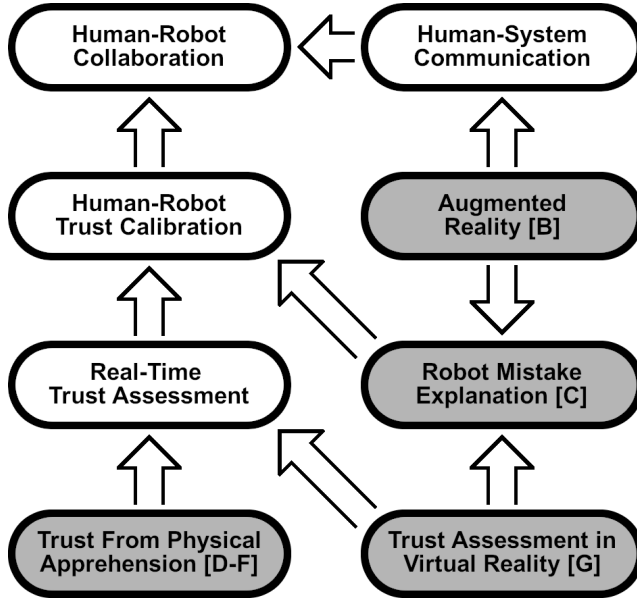 Human-Robot
Collaboration
Human-System
Communication
Human-Robot
Trust Calibration
Augmented
Reality [B]
Real-Time
Trust Assessment
Robot Mistake
Explanation [C]
Trust From Physical
Apprehension [D-F]
Trust Assessment in
Virtual Reality [G]